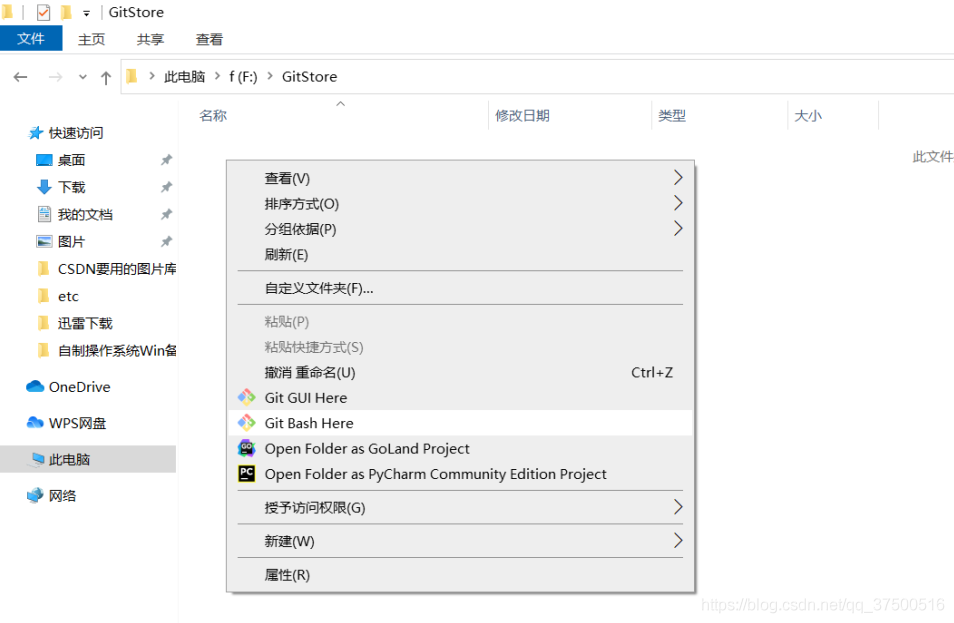 GitStore
文件 主页 共享 查看
此电脑 f (F:) GitStore
名称 修改日期 类型 大小
此文件
快速访问
桌面
下载
我的文档
图片
CSDN要用的图片库
etc
迅雷下载
自制操作系统Win备
OneDrive
WPS网盘
此电脑
网络
查看(V)
排序方式(O)
分组依据(P)
刷新(E)
自定义文件夹(F)...
粘贴(P)
粘贴快捷方式(S)
撤消 重命名(U) Ctrl+Z
Git GUI Here
Git Bash Here
Open Folder as GoLand Project
PC Open Folder as PyCharm Community Edition Project
授予访问权限(G)
新建(W)
属性(R)
https://blog.csdn.net/qq_37500516